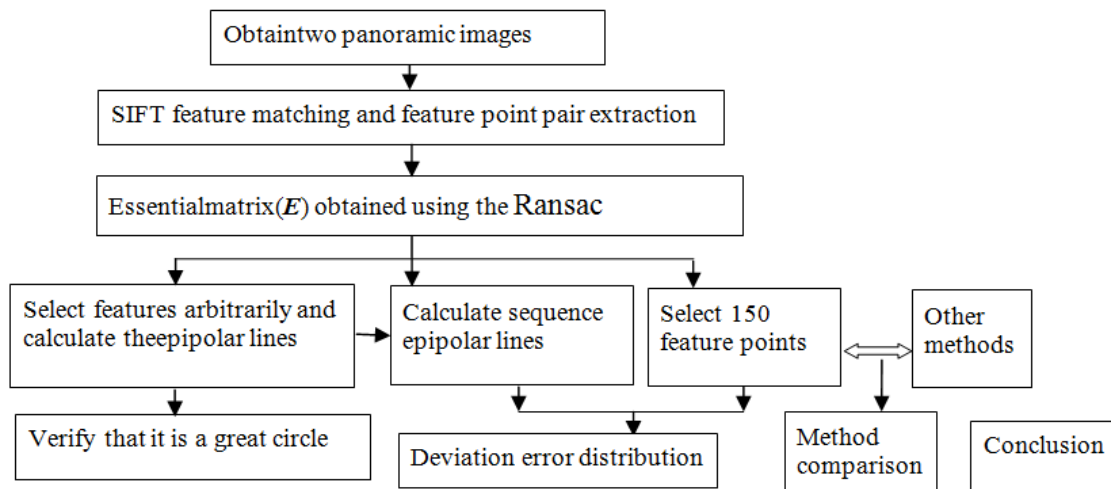 Obtaintwo panoramic images
SIFT feature matching and feature point pair extraction
Essentialmatrix(E) obtained using the Ransac
Select features arbitrarily and
calculate theepipolar lines
Calculate sequence
epipolar lines
Select 150
feature points
Other
methods
Verify that it is a great circle
Deviation error distribution
Method
comparison
Conclusion